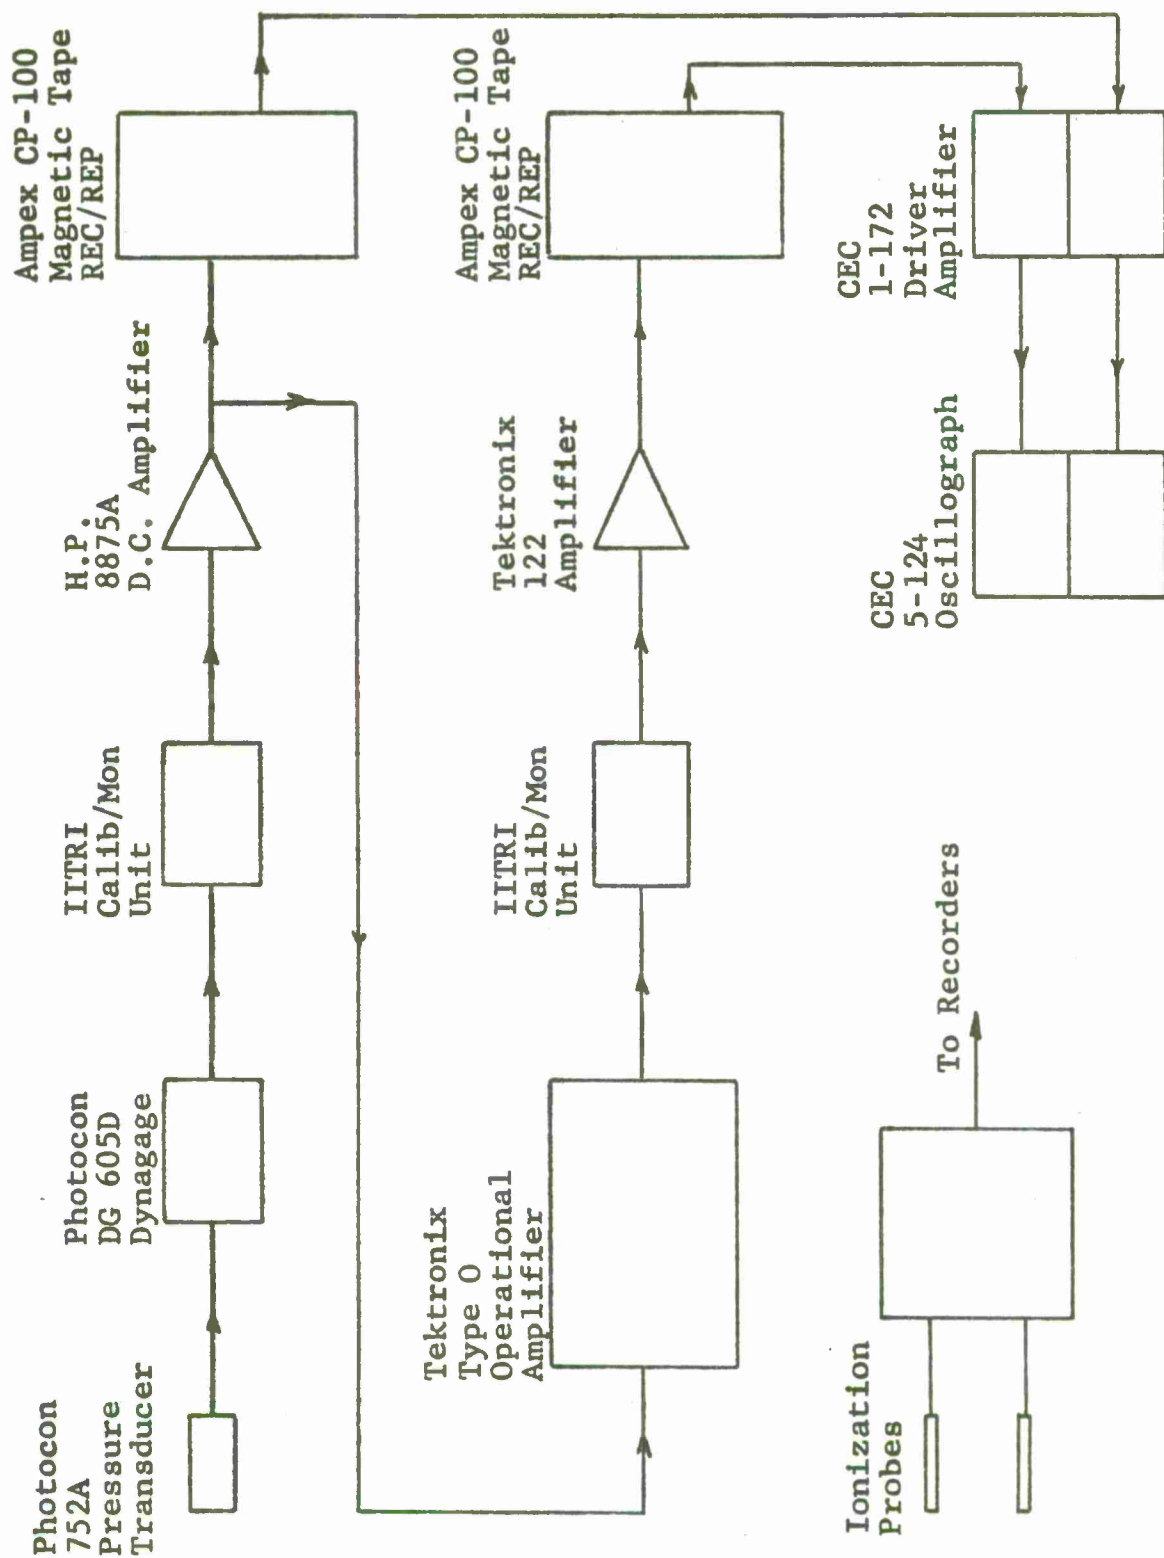 Photocon
752A
Pressure
Transducer
Photocon
DG 605D
Dynagage
IITRI
Calib/Mon
Unit
H.P.
8875A
D.C. Amplifier
Ampex CP-100
Magnetic Tape
REC/REP
Tektronix
Type O
Operational
Amplifier
IITRI
Calib/Mon
Unit
Tektronix
122
Amplifier
Ampex CP-100
Magnetic Tape
REC/REP
Ionization
Probes
To Recorders
CEC
5-124
Oscillograph
CEC
1-172
Driver
Amplifier